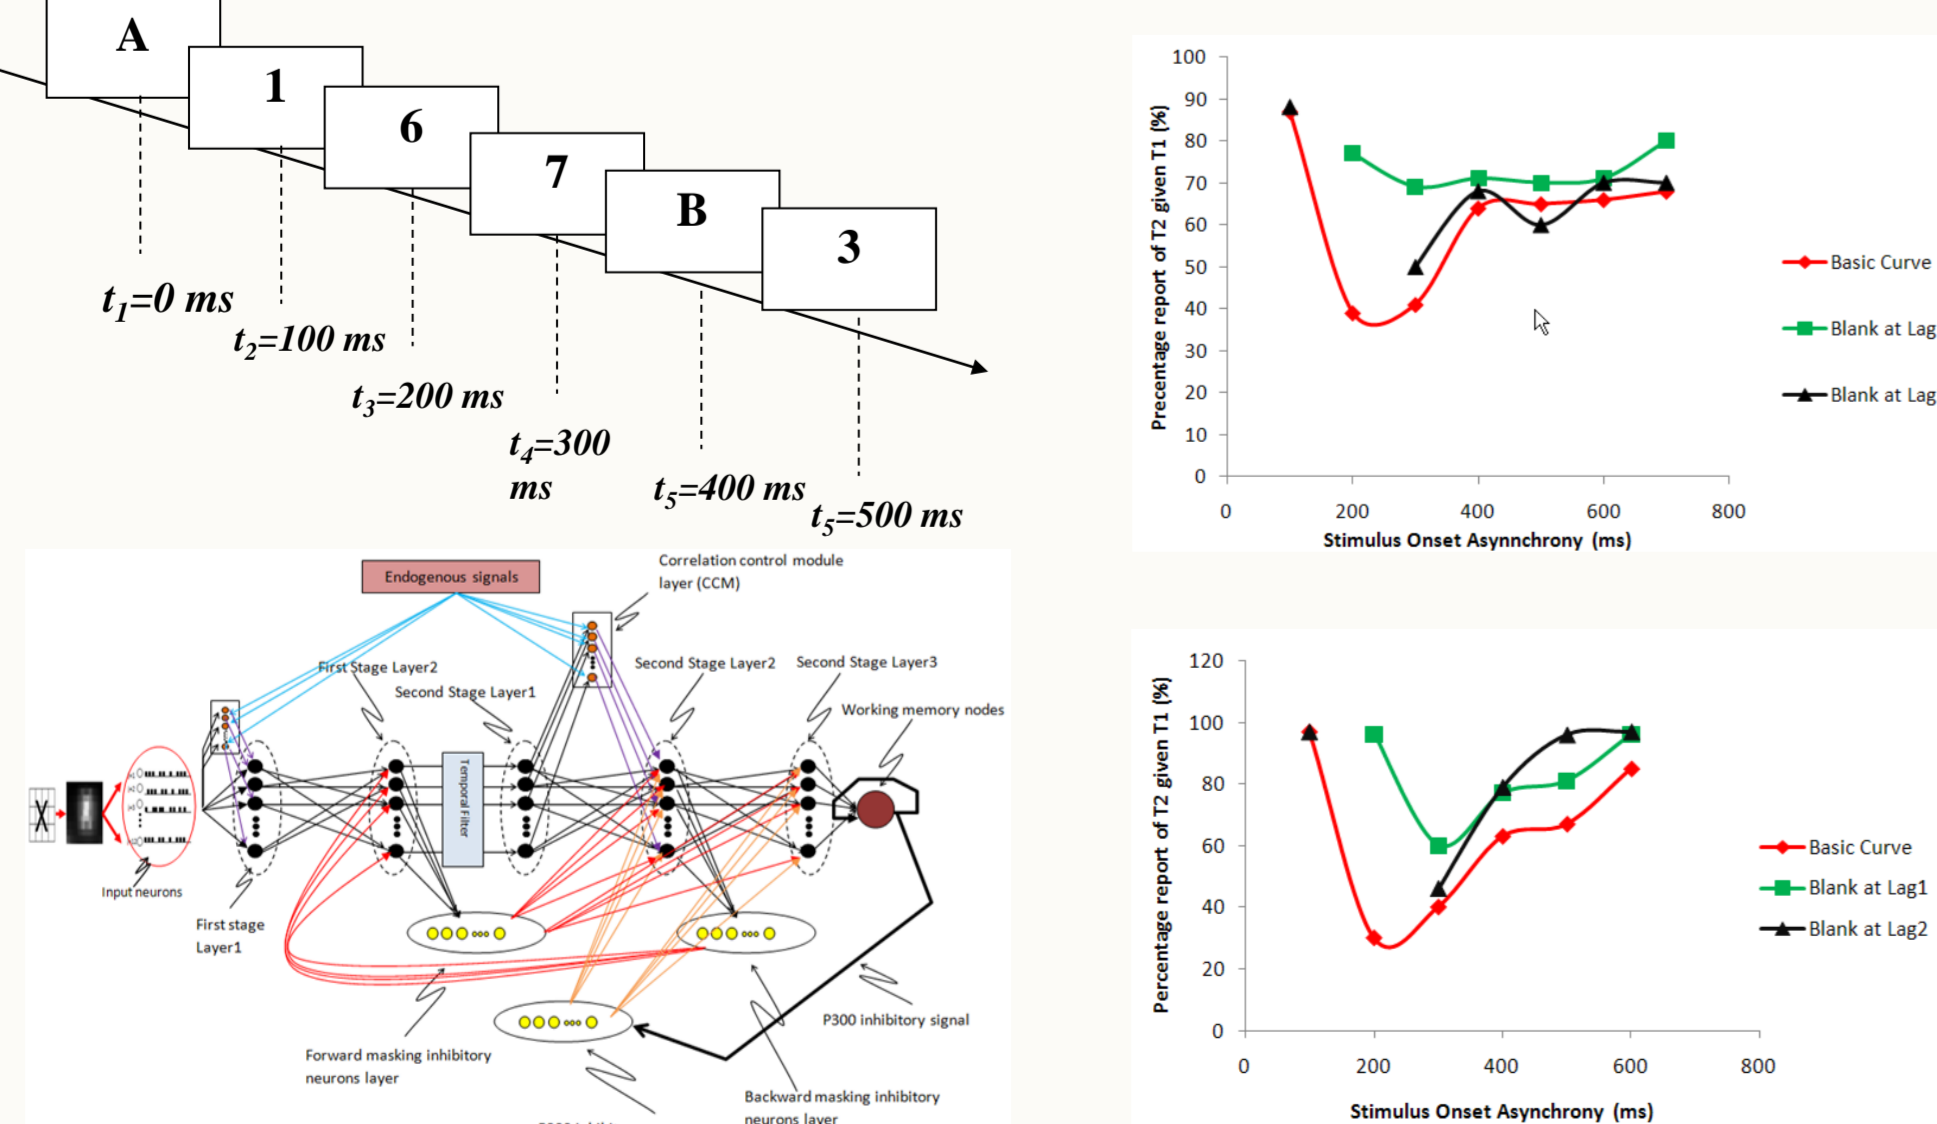 A
1
6
7
B
3
t1=0 ms
t2=100 ms
t3=200 ms
t4=300
ms
t5=400 ms
t5=500 ms
Precentage report of T2 given T1 (%)
100
90
80
70
60
50
40
30
20
10
0
0 200 400 600 800
Stimulus Onset Asynnchrony (ms)
Basic Curve
Blank at Lag
Blank at Lag
Endogenous signals
Correlation control module
layer (CCM)
First Stage Layer2
Second Stage Layer1
Second Stage Layer2
Second Stage Layer3
Working memory nodes
Temporal Filter
X
Input neurons
First stage
Layer1
Forward masking inhibitory
neurons layer
P300 inhibitory signal
Backward masking inhibitory
neurons layer
Percentage report of T2 given T1 (%)
120
100
80
60
40
20
0
0 200 400 600 800
Stimulus Onset Asynchrony (ms)
Basic Curve
Blank at Lag1
Blank at Lag2